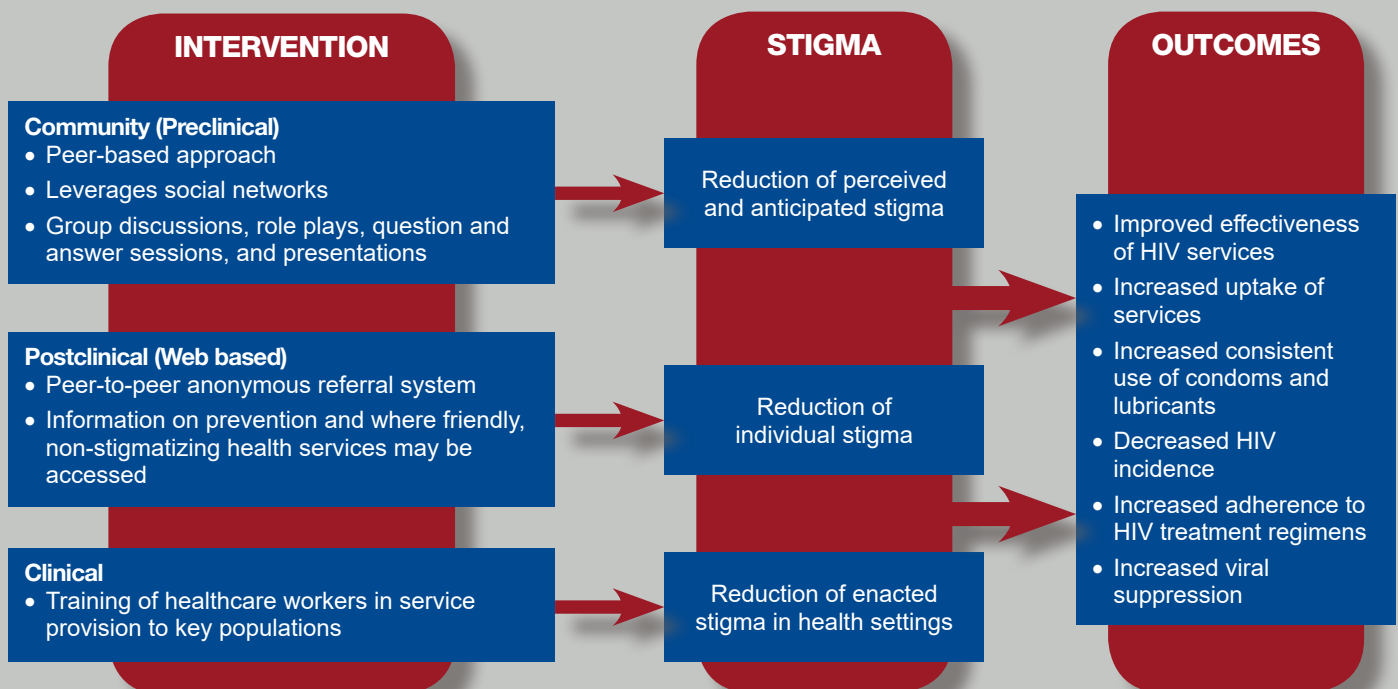 INTERVENTION
Community (Preclinical)
• Peer-based approach
• Leverages social networks
• Group discussions, role plays, question and
answer sessions, and presentations
Postclinical (Web based)
• Peer-to-peer anonymous referral system
• Information on prevention and where friendly,
non-stigmatizing health services may be
accessed
Clinical
• Training of healthcare workers in service
provision to key populations
STIGMA
Reduction of perceived
and anticipated stigma
Reduction of
individual stigma
Reduction of enacted
stigma in health settings
OUTCOMES
• Improved effectiveness
of HIV services
• Increased uptake of
services
• Increased consistent
use of condoms and
lubricants
• Decreased HIV
incidence
• Increased adherence to
HIV treatment regimens
• Increased viral
suppression